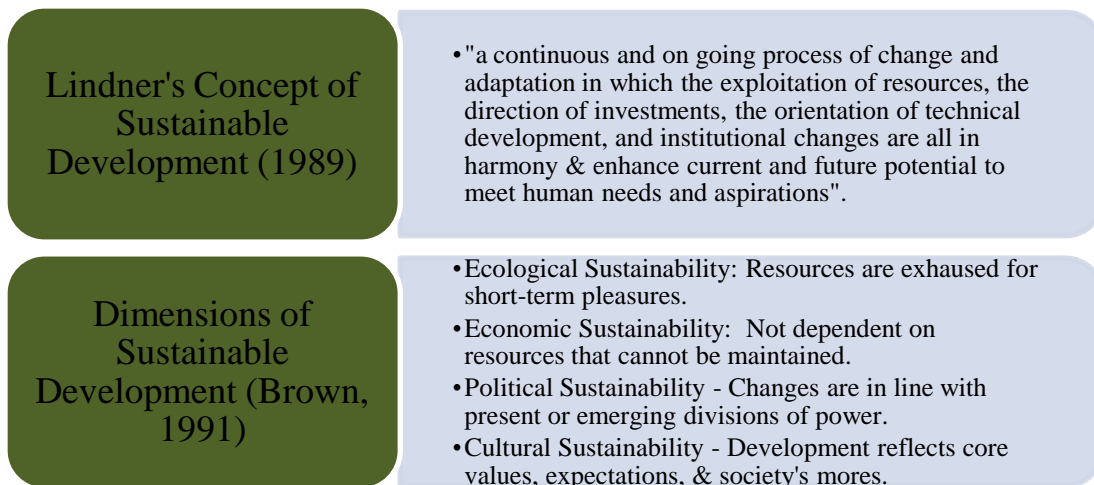 Lindner's Concept of
Sustainable
Development (1989)
•"a continuous and on going process of change and
adaptation in which the exploitation of resources, the
direction of investments, the orientation of technical
development, and institutional changes are all in
harmony & enhance current and future potential to
meet human needs and aspirations".
Dimensions of
Sustainable
Development (Brown,
1991)
•Ecological Sustainability: Resources are exhaused for
short-term pleasures.
•Economic Sustainability:  Not dependent on
resources that cannot be maintained.
•Political Sustainability - Changes are in line with
present or emerging divisions of power.
•Cultural Sustainability - Development reflects core
values, expectations, & society's mores.